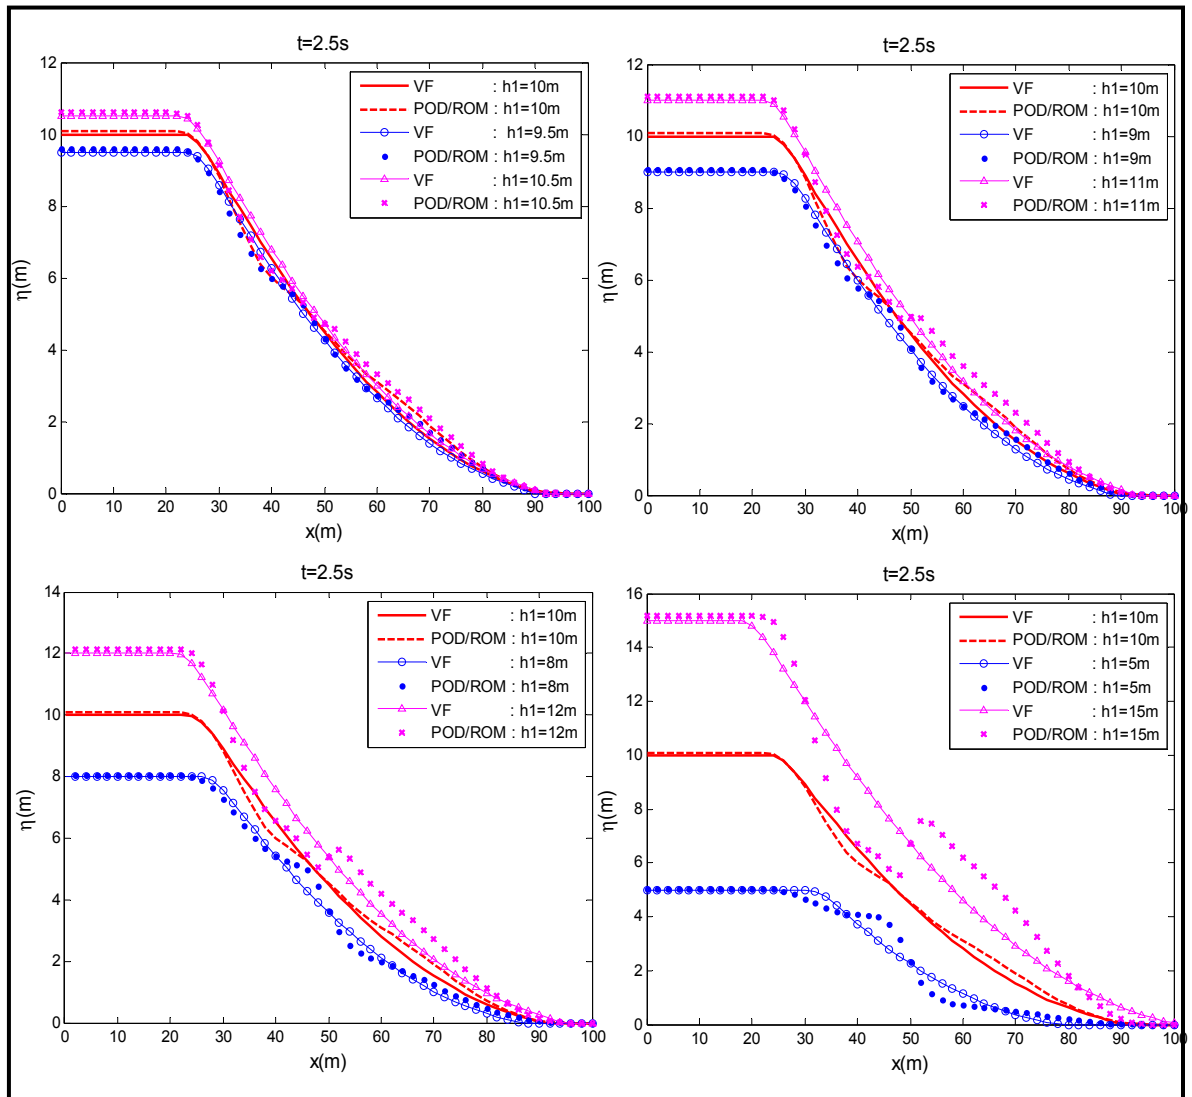 t=2.5s
12
10
8
6
4
2
0
η(m)
VF : h1=10m
POD/ROM : h1=10m
VF : h1=9.5m
POD/ROM : h1=9.5m
VF : h1=10.5m
POD/ROM : h1=10.5m
0 10 20 30 40 50 60 70 80 90 100
x(m)
t=2.5s
12
10
8
6
4
2
0
η(m)
VF : h1=10m
POD/ROM : h1=10m
VF : h1=9m
POD/ROM : h1=9m
VF : h1=11m
POD/ROM : h1=11m
0 10 20 30 40 50 60 70 80 90 100
x(m)
t=2.5s
14
12
10
8
6
4
2
0
η(m)
VF : h1=10m
POD/ROM : h1=10m
VF : h1=8m
POD/ROM : h1=8m
VF : h1=12m
POD/ROM : h1=12m
0 10 20 30 40 50 60 70 80 90 100
x(m)
t=2.5s
16
14
12
10
8
6
4
2
0
η(m)
VF : h1=10m
POD/ROM : h1=10m
VF : h1=5m
POD/ROM : h1=5m
VF : h1=15m
POD/ROM : h1=15m
0 10 20 30 40 50 60 70 80 90 100
x(m)